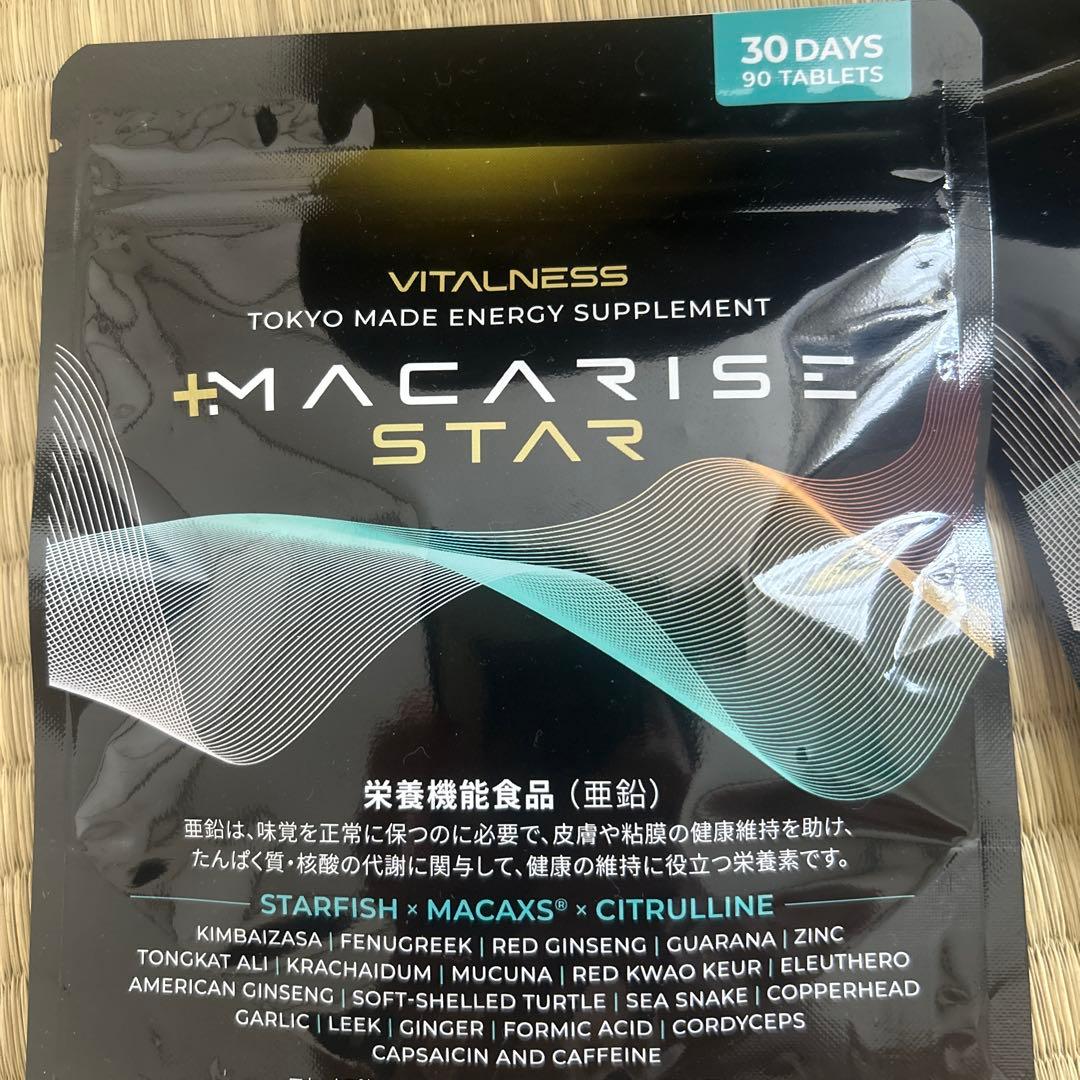 30 DAYS
90 TABLETS
VITALNESS
TOKYO MADE ENERGY SUPPLEMENT
+:MACARISE
STAR
栄養機能食品（亜鉛）
亜鉛は、味覚を正常に保つのに必要で、皮膚や粘膜の健康維持を助け、
たんぱく質・核酸の代謝に関与して、健康の維持に役立つ栄養素です。
STARFISH × MACAXS® × CITRULLINE
KIMBAIZASA | FENUGREEK | RED GINSENG | GUARANA | ZINC
TONGKAT ALI | KRACHAIDUM | MUCUNA | RED KWAO KEUR | ELEUTHERO
AMERICAN GINSENG | SOFT-SHELLED TURTLE | SEA SNAKE | COPPERHEAD
GARLIC | LEEK | GINGER | FORMIC ACID | CORDYCEPS
CAPSAICIN AND CAFFEINE